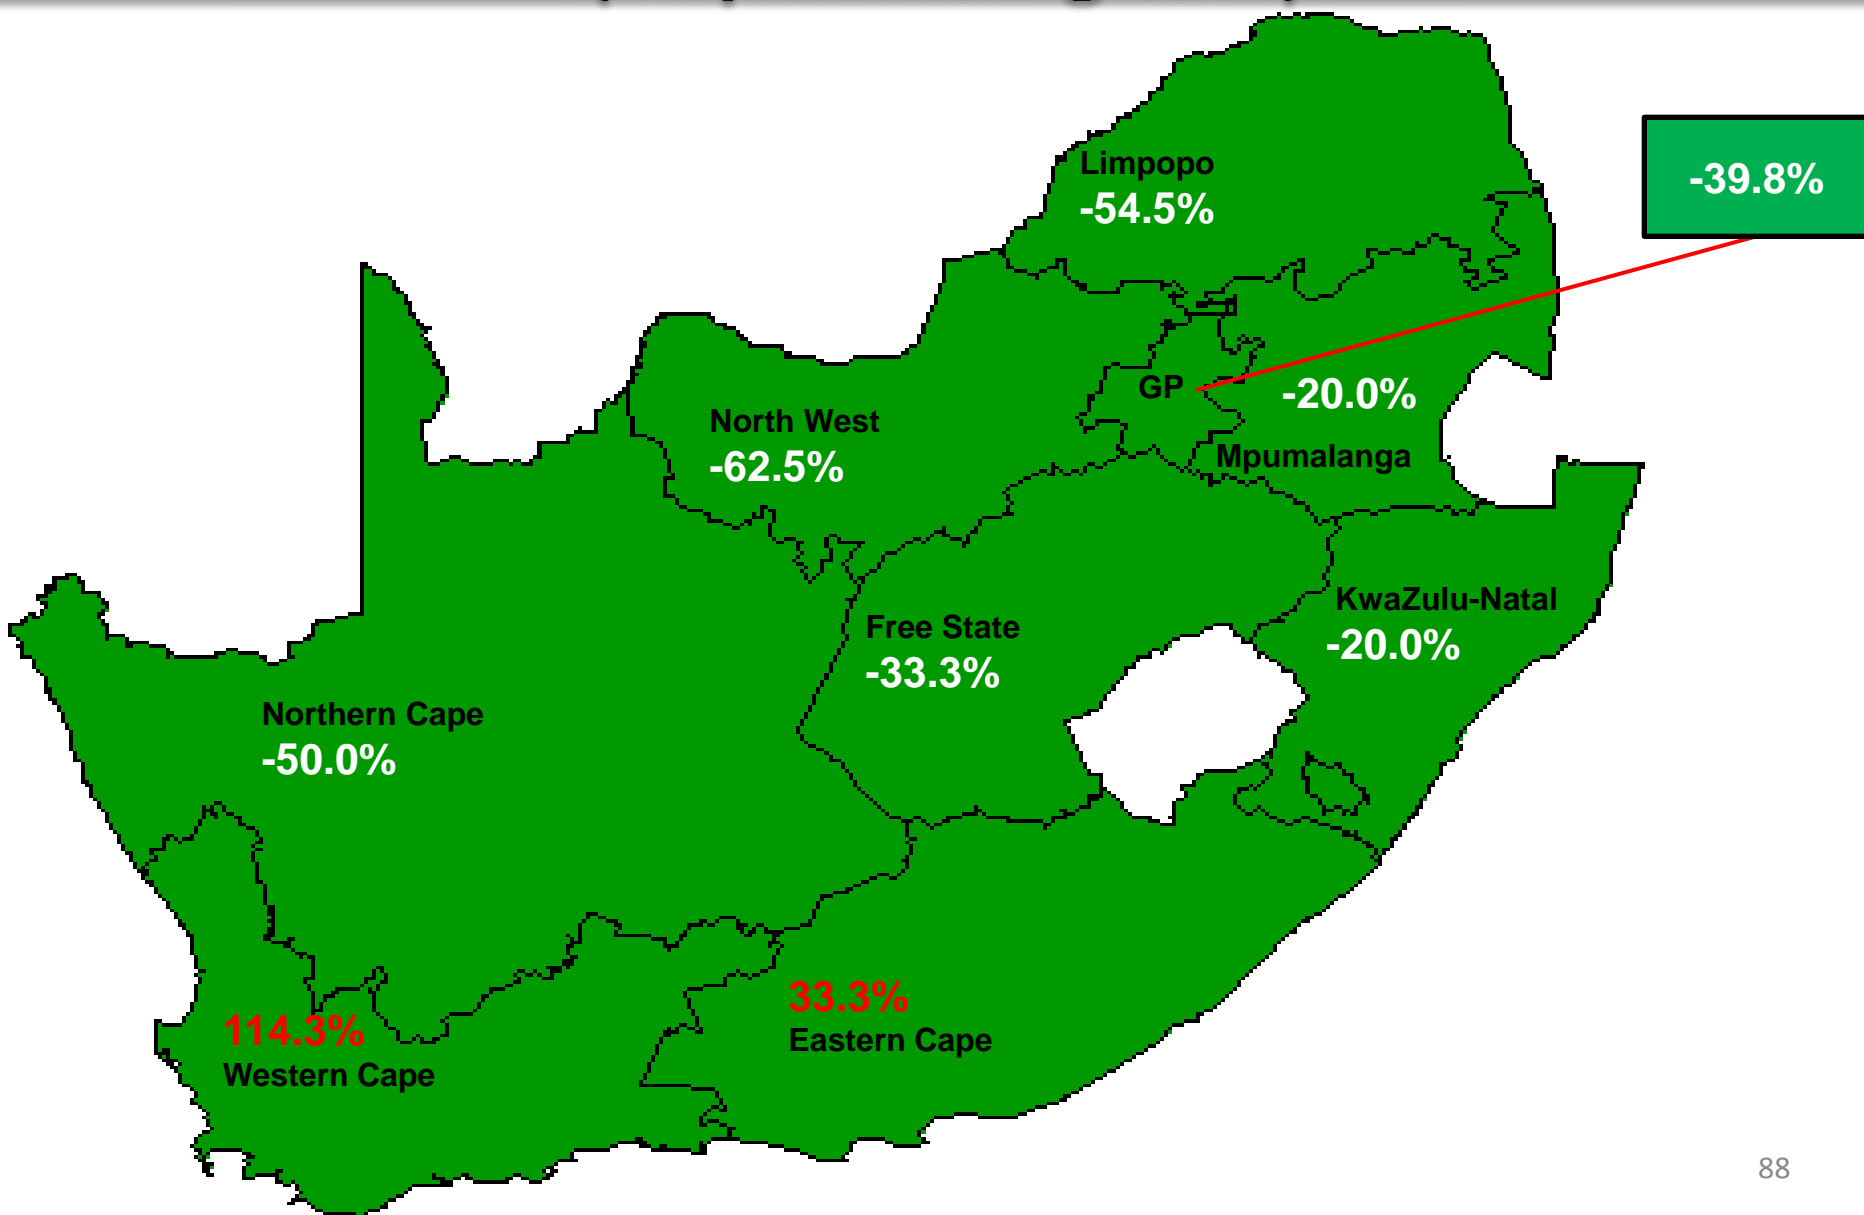 Limpopo
-54.5%
-39.8%
GP
-20.0%
Mpumalanga
North West
-62.5%
KwaZulu-Natal
-20.0%
Free State
-33.3%
Northern Cape
-50.0%
33.3%
Eastern Cape
114.3%
Western Cape
88